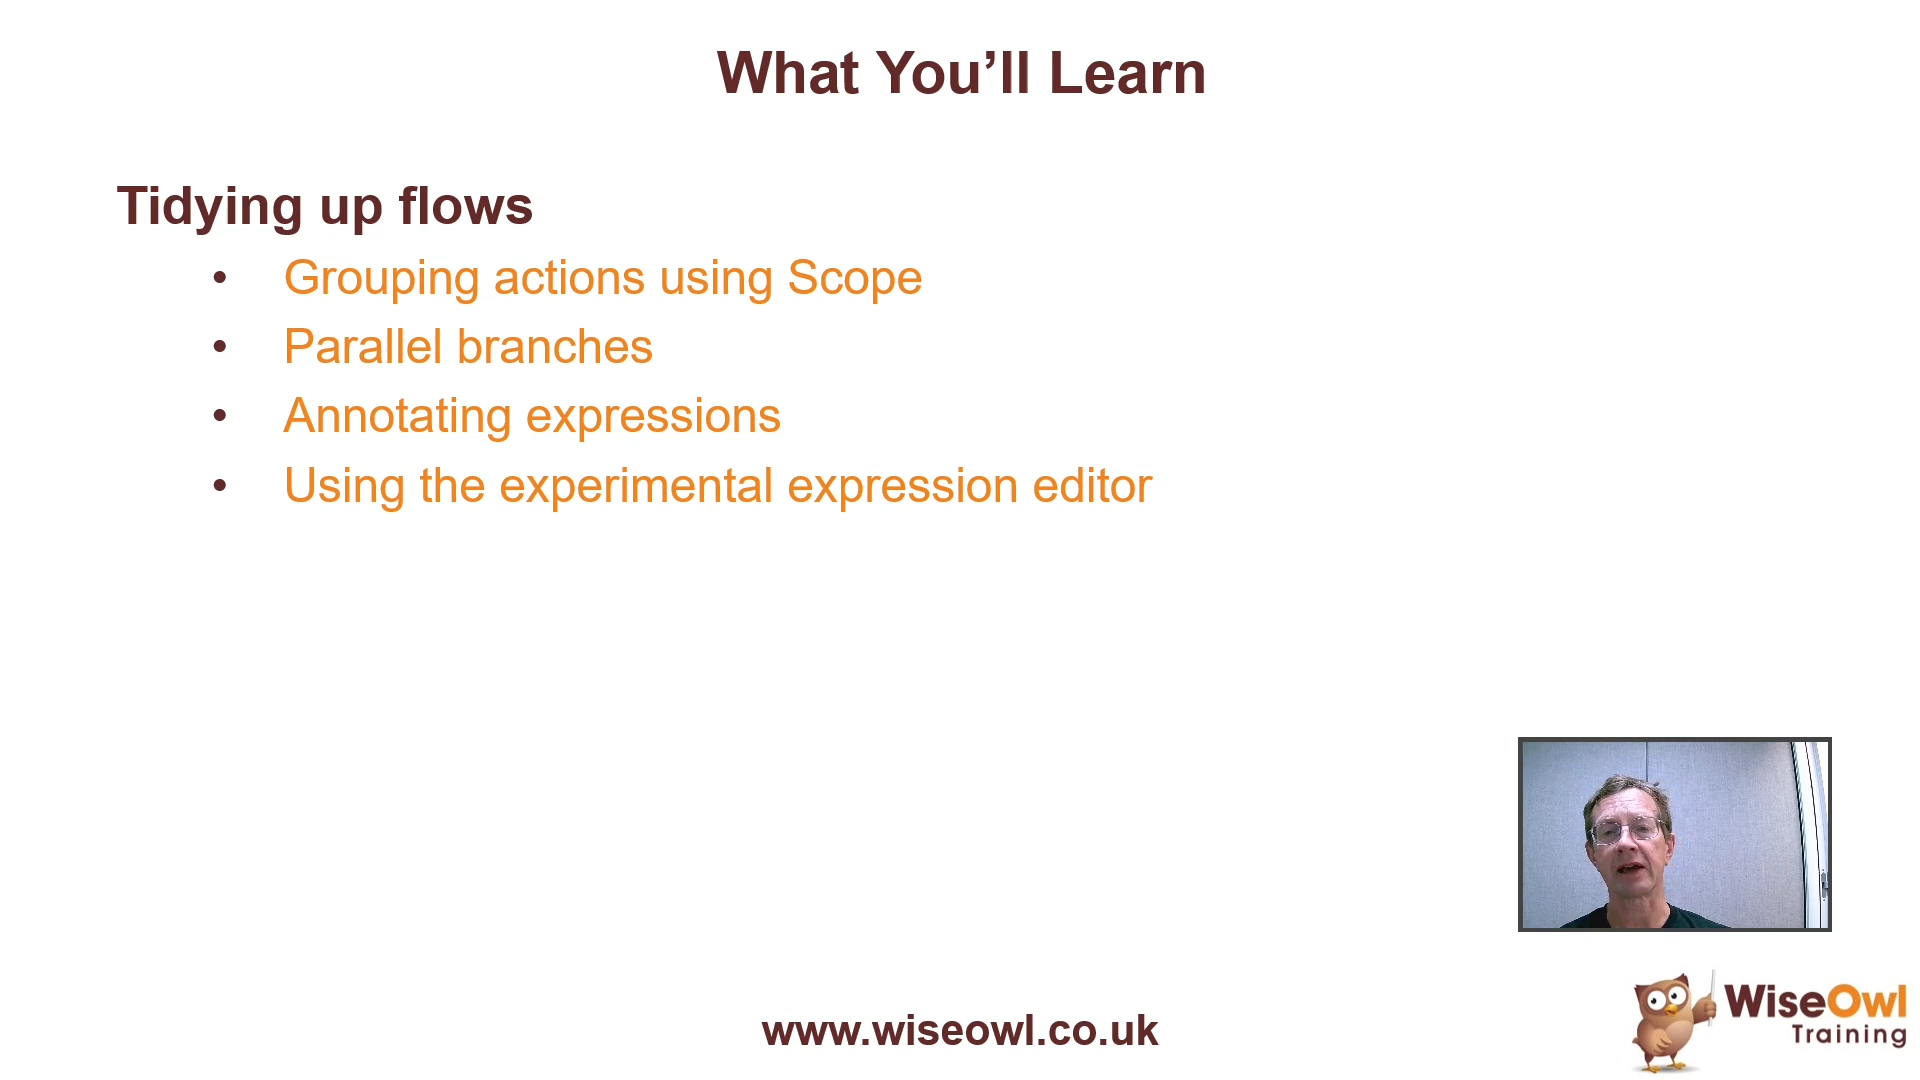 What You’ll Learn
Tidying up flows
• Grouping actions using Scope
• Parallel branches
• Annotating expressions
• Using the experimental expression editor
www.wiseowl.co.uk
WiseOwl
Training